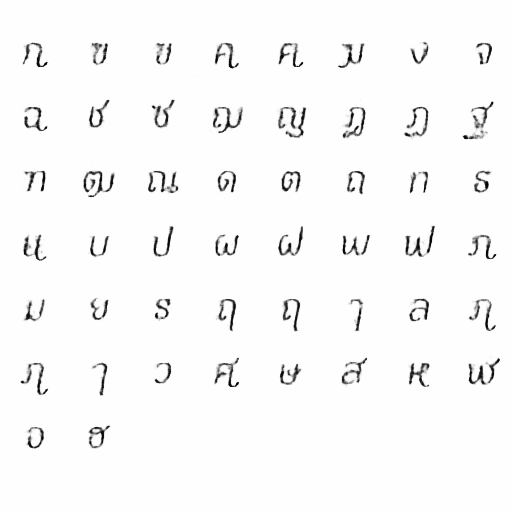 ก ข ฃ ค ฅ ฆ ง จ
ฉ ช ซ ฌ ญ ฎ ฏ ฐ
ฑ ฒ ณ ด ต ถ ท ธ
น บ ป ผ ฝ พ ฟ ภ
ม ย ร ฤ ฤ ๅ ล ฦ
ฦ ๅ ว ศ ษ ส ห ฬ
อ ฮ